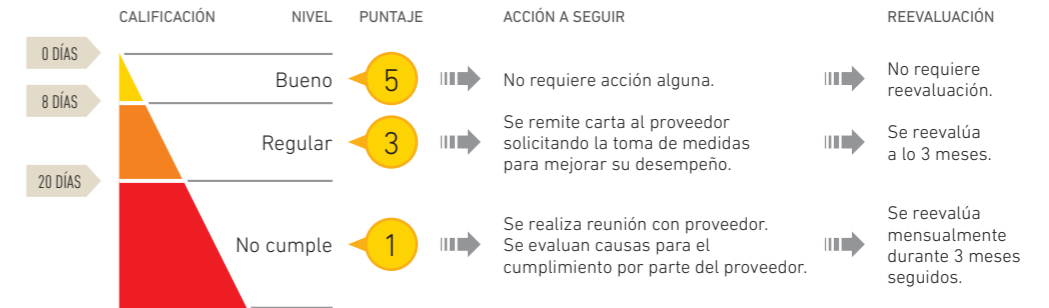 CALIFICACIÓN NIVEL PUNTAJE ACCIÓN A SEGUIR REEVALUACIÓN
0 DÍAS
Bueno 5 No requiere acción alguna.
No requiere
reevaluación.
8 DÍAS
Regular 3
Se remite carta al proveedor
solicitando la toma de medidas
para mejorar su desempeño.
Se reevalúa
a lo 3 meses.
20 DÍAS
No cumple 1
Se realiza reunión con proveedor.
Se evaluan causas para el
cumplimiento por parte del proveedor.
Se reevalúa
mensualmente
durante 3 meses
seguidos.